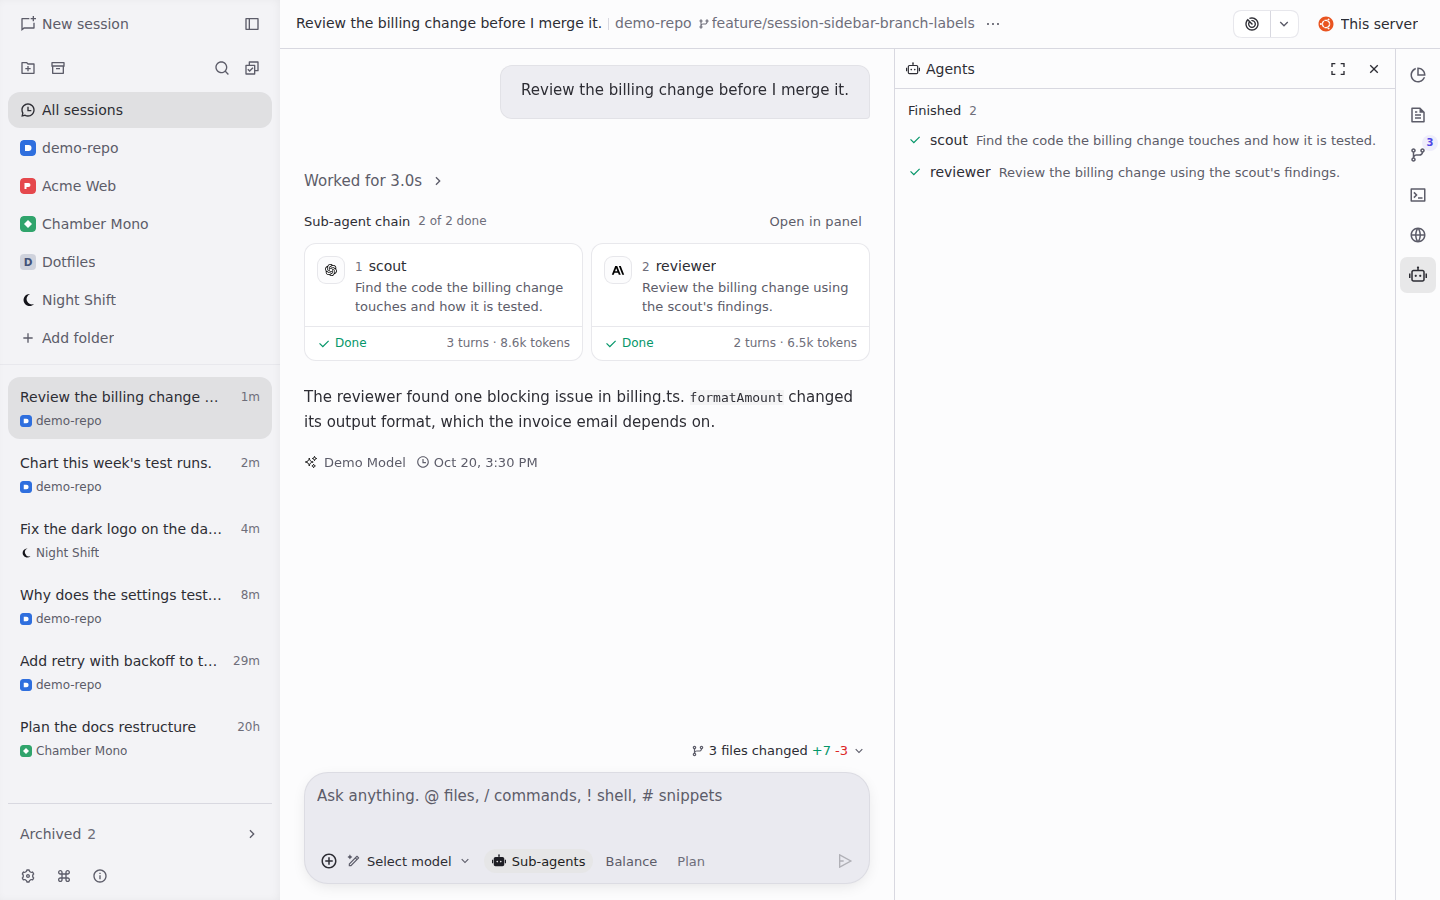 New session
All sessions
demo-repo
Acme Web
Chamber Mono
D Dotfiles
Night Shift
Add folder
Review the billing change ... 1m
demo-repo
Chart this week's test runs. 2m
demo-repo
Fix the dark logo on the da... 4m
Night Shift
Why does the settings test... 8m
demo-repo
Add retry with backoff to t... 29m
demo-repo
Plan the docs restructure 20h
Chamber Mono
Archived 2
Review the billing change before I merge it. demo-repo feature/session-sidebar-branch-labels
This server
Review the billing change before I merge it.
Worked for 3.0s
Sub-agent chain 2 of 2 done Open in panel
1 scout
Find the code the billing change
touches and how it is tested.
Done 3 turns · 8.6k tokens
2 reviewer
Review the billing change using
the scout's findings.
Done 2 turns · 6.5k tokens
The reviewer found one blocking issue in billing.ts. formatAmount changed
its output format, which the invoice email depends on.
Demo Model Oct 20, 3:30 PM
3 files changed +7 -3
Ask anything. @ files, / commands, ! shell, # snippets
Select model Sub-agents Balance Plan
Agents
Finished 2
scout Find the code the billing change touches and how it is tested.
reviewer Review the billing change using the scout's findings.
3